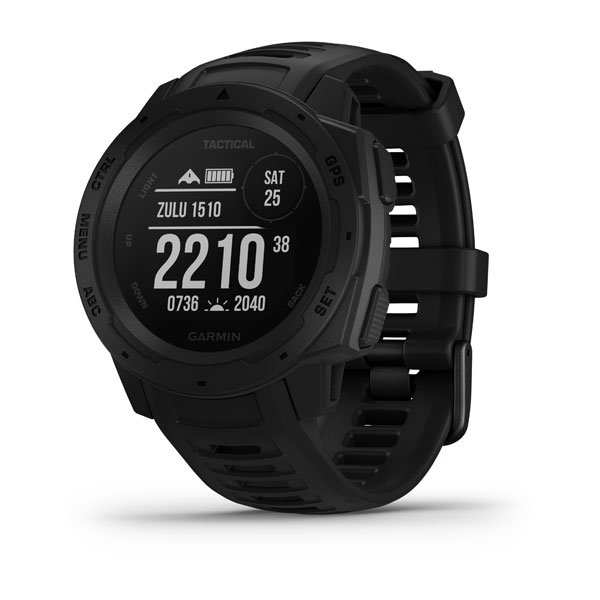 TACTICAL
CTRL
LIGHT
GPS
SAT
25
ZULU 1510
MENU
UP
2210 38
DOWN
BACK
ABC
SET
0736 2040
GARMIN